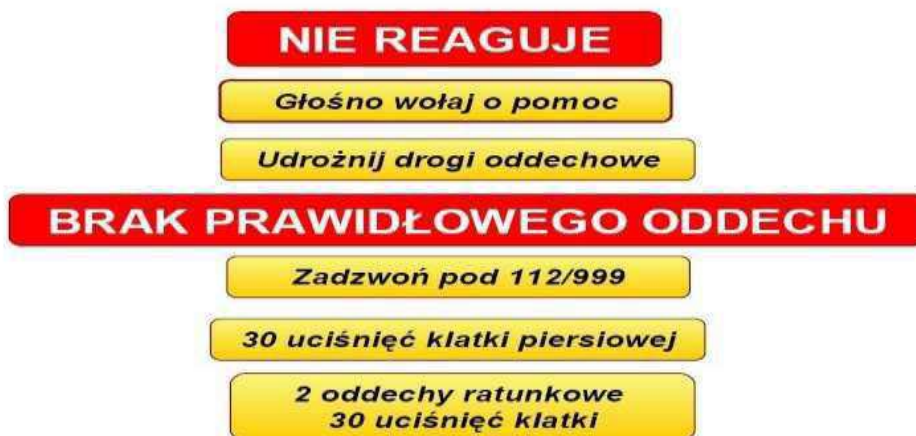 NIE REAGUJE
Głośno wołaj o pomoc
Udrożnij drogi oddechowe
BRAK PRAWIDŁOWEGO ODDECHU
Zadzwoń pod 112/999
30 uciśnięć klatki piersiowej
2 oddechy ratunkowe
30 uciśnięć klatki